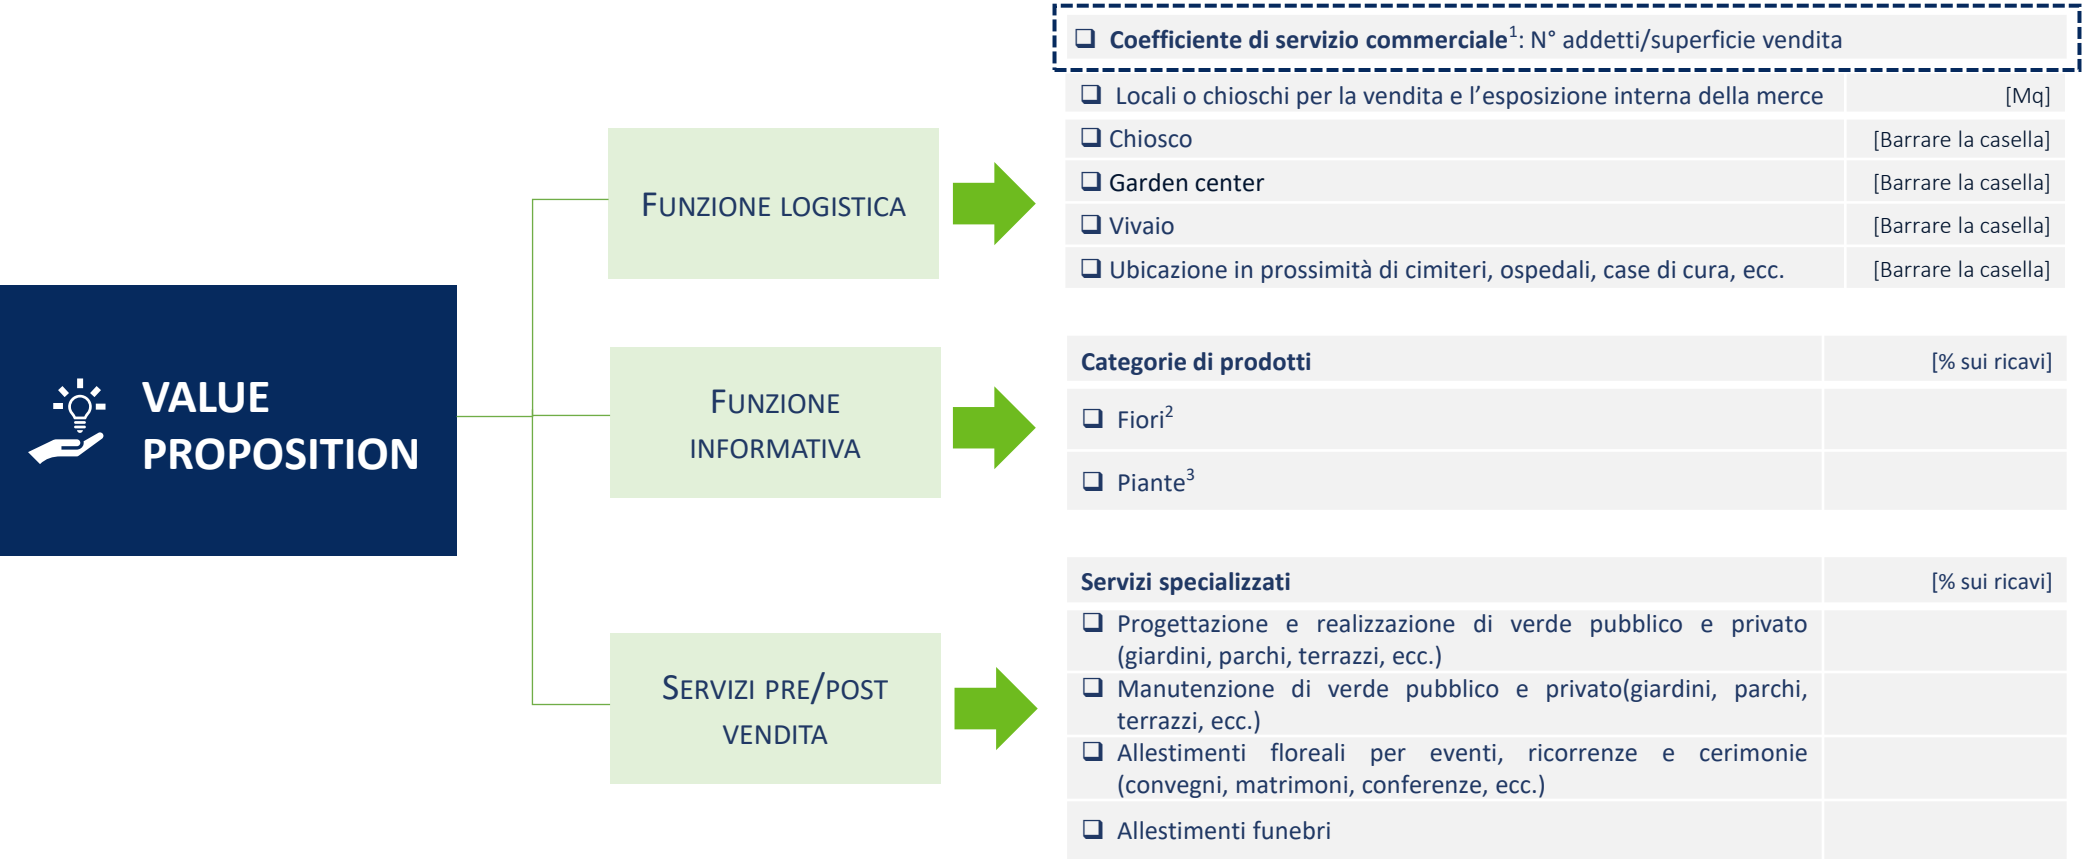 VALUE
PROPOSITION
FUNZIONE LOGISTICA
❑ Coefficiente di servizio commerciale¹: N° addetti/superficie vendita
❑ Locali o chioschi per la vendita e l’esposizione interna della merce [Mq]
❑ Chiosco [Barrare la casella]
❑ Garden center [Barrare la casella]
❑ Vivaio [Barrare la casella]
❑ Ubicazione in prossimità di cimiteri, ospedali, case di cura, ecc. [Barrare la casella]
FUNZIONE
INFORMATIVA
Categorie di prodotti [% sui ricavi]
❑ Fiori²
❑ Piante³
SERVIZI PRE/POST
VENDITA
Servizi specializzati [% sui ricavi]
❑ Progettazione e realizzazione di verde pubblico e privato
(giardini, parchi, terrazzi, ecc.)
❑ Manutenzione di verde pubblico e privato(giardini, parchi,
terrazzi, ecc.)
❑ Allestimenti floreali per eventi, ricorrenze e cerimonie
(convegni, matrimoni, conferenze, ecc.)
❑ Allestimenti funebri